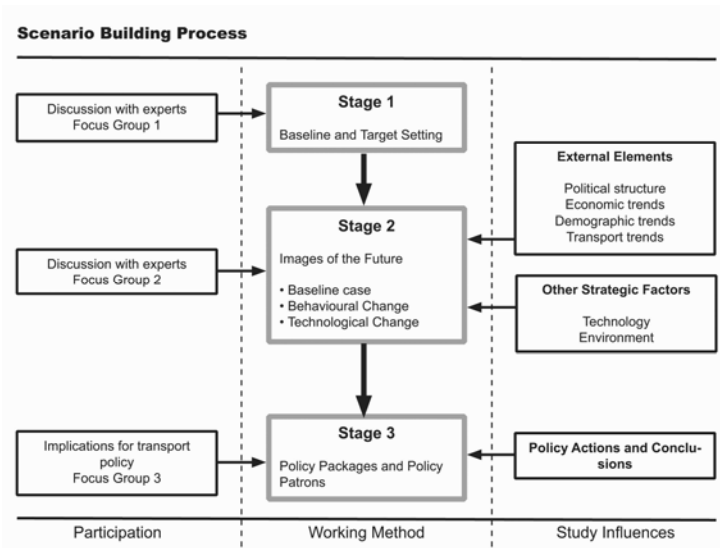 Scenario Building Process
Discussion with experts
Focus Group 1
Stage 1
Baseline and Target Setting
External Elements
Political structure
Economic trends
Demographic trends
Transport trends
Discussion with experts
Focus Group 2
Stage 2
Images of the Future
• Baseline case
• Behavioural Change
• Technological Change
Other Strategic Factors
Technology
Environment
Implications for transport
policy
Focus Group 3
Stage 3
Policy Packages and Policy
Patrons
Policy Actions and Conclu-
sions
Participation
Working Method
Study Influences